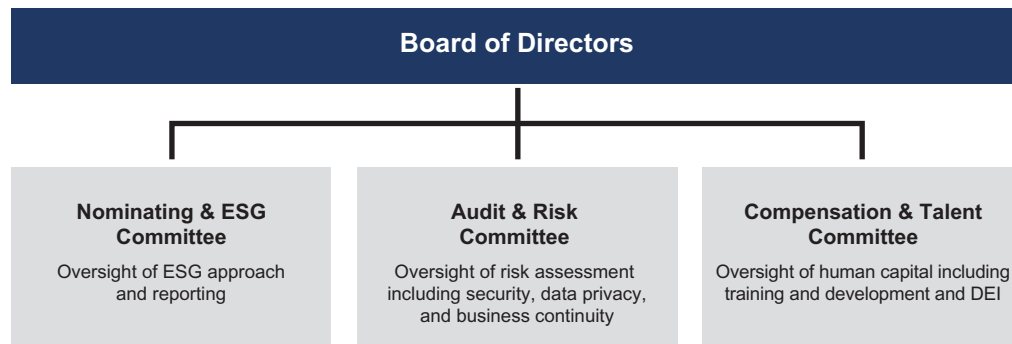 Board of Directors
Nominating & ESG
Committee
Oversight of ESG approach
and reporting
Audit & Risk
Committee
Oversight of risk assessment
including security, data privacy,
and business continuity
Compensation & Talent
Committee
Oversight of human capital including
training and development and DEI